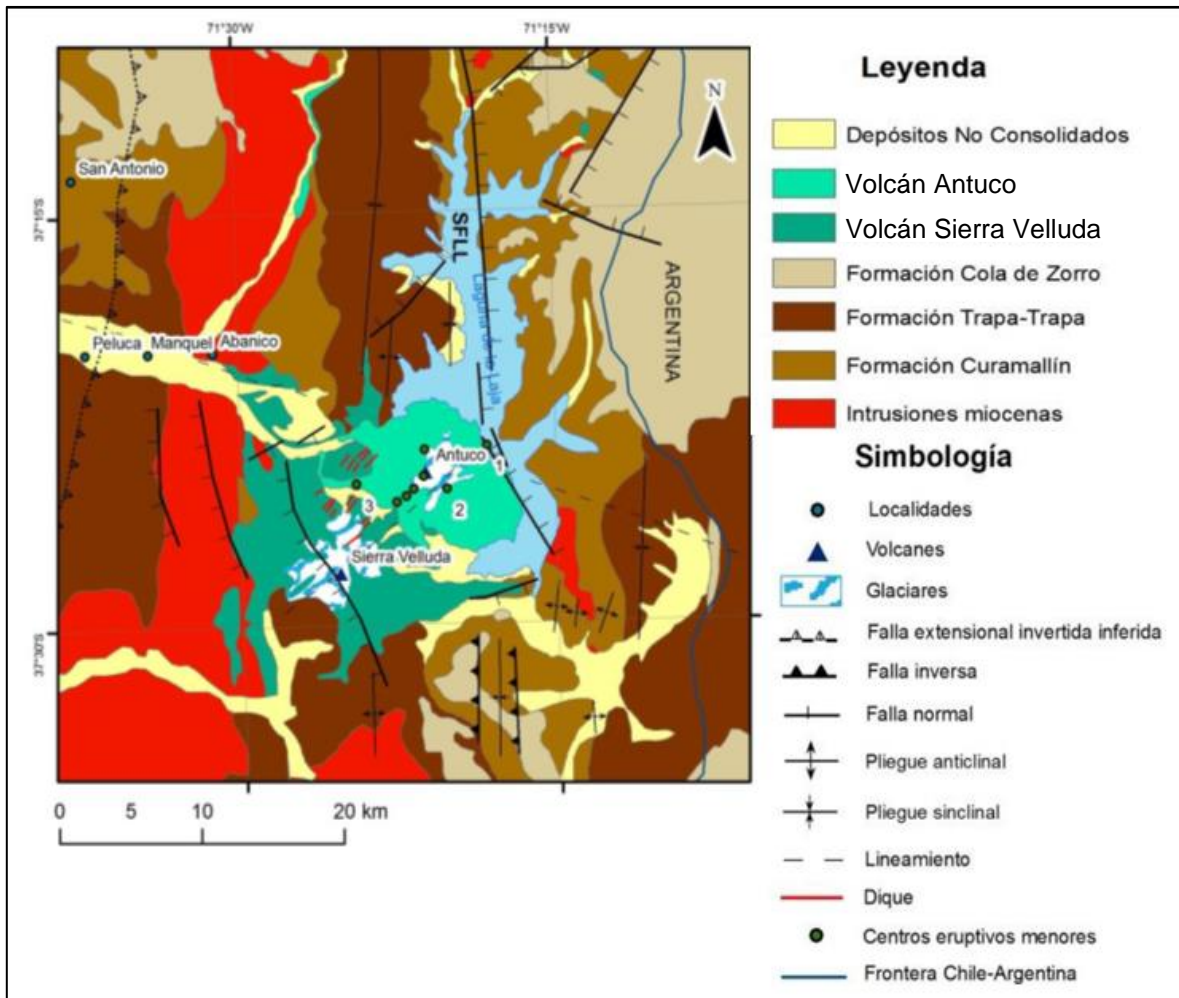 71°30'W
71°15'W
San Antonio
37°15'S
SFLL
ARGENTINA
Laguna de la Laja
Peluca Manquel Abanico
Antuco
1
2
3
Sierra Velluda
37°30'S
0 10 20 km
N
Leyenda
Depósitos No Consolidados
Volcán Antuco
Volcán Sierra Velluda
Formación Cola de Zorro
Formación Trapa-Trapa
Formación Curamallín
Intrusiones miocenas
Simbología
Localidades
Volcanes
Glaciares
Falla extensional invertida inferida
Falla inversa
Falla normal
Pliegue anticlinal
Pliegue sinclinal
Lineamiento
Dique
Centros eruptivos menores
Frontera Chile-Argentina